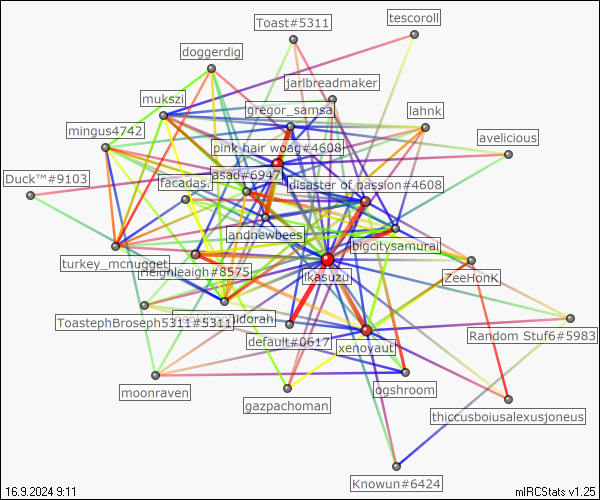 tescoroll
Toast#5311
doggerdig
jarlbreadmaker
mukszi
gregor_samsa
lahnk
mingus4742
avelicious
pink hair woag#4608
Duck™#9103
asad#6947
facadas.
disaster of passion#4608
andnewbees
bigcitysamurai
turkey_mcnugget
Heighleaigh#8575
ikasuzu
ZeeHonK
ToastephBroseph5311#5311
default#0617
Random Stuf6#5983
xenoyaut
moonraven
ogshroom
gazpachoman
thiccusboiusalexusjoneus
Knowun#6424
16.9.2024 9:11
mIRCStats v1.25